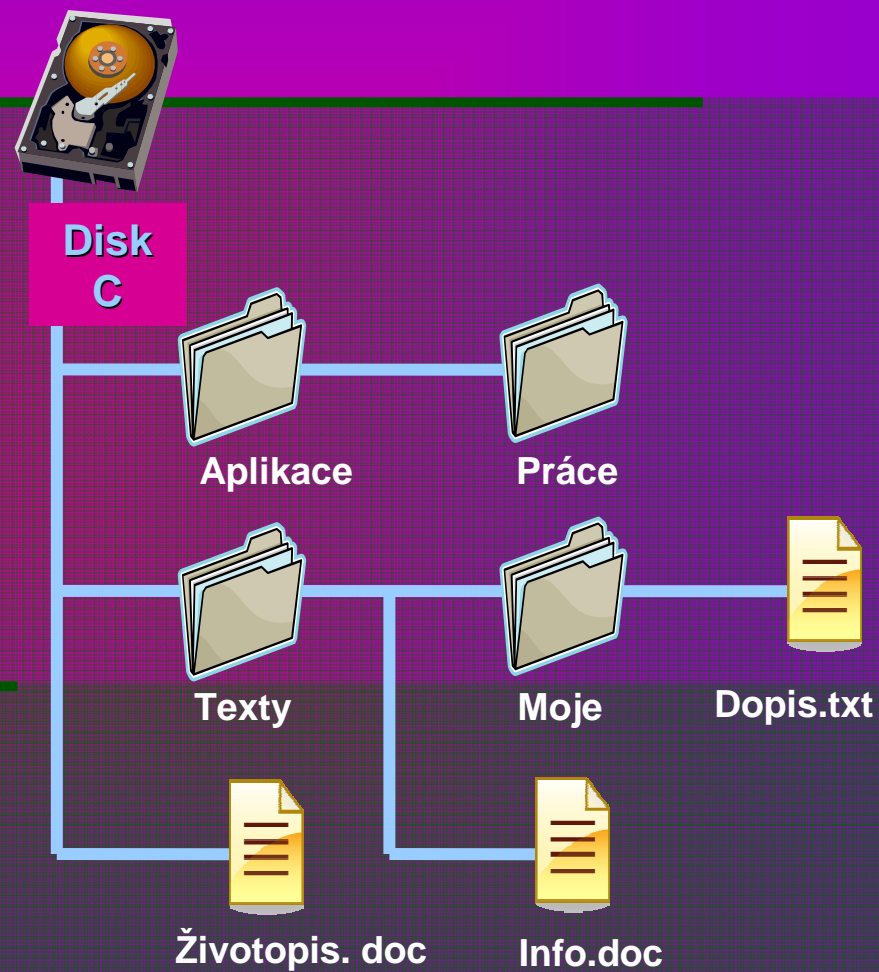 Disk
C
Aplikace
Práce
Texty
Moje
Dopis.txt
Životopis. doc
Info.doc